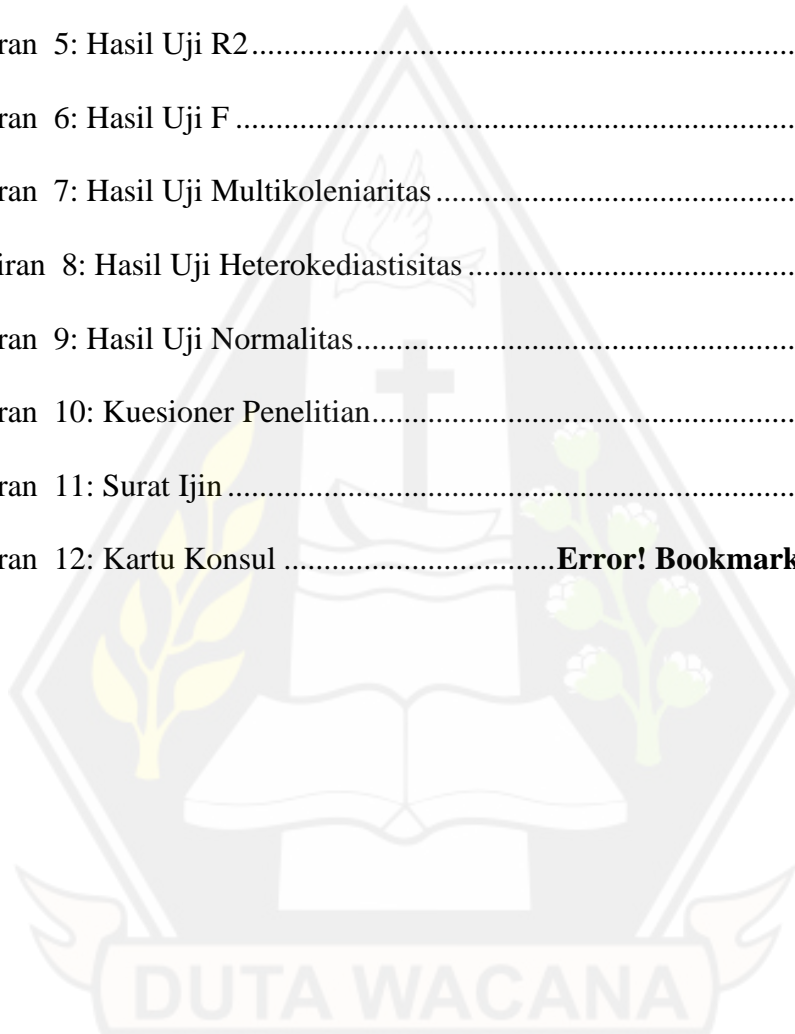 ran 5: Hasil Uji R2
ran 6: Hasil Uji F
ran 7: Hasil Uji Multikoleniaritas
iran 8: Hasil Uji Heterokediastisitas
ran 9: Hasil Uji Normalitas
ran 10: Kuesioner Penelitian
ran 11: Surat Ijin
ran 12: Kartu Konsul Error! Bookmark
DUTA WACANA